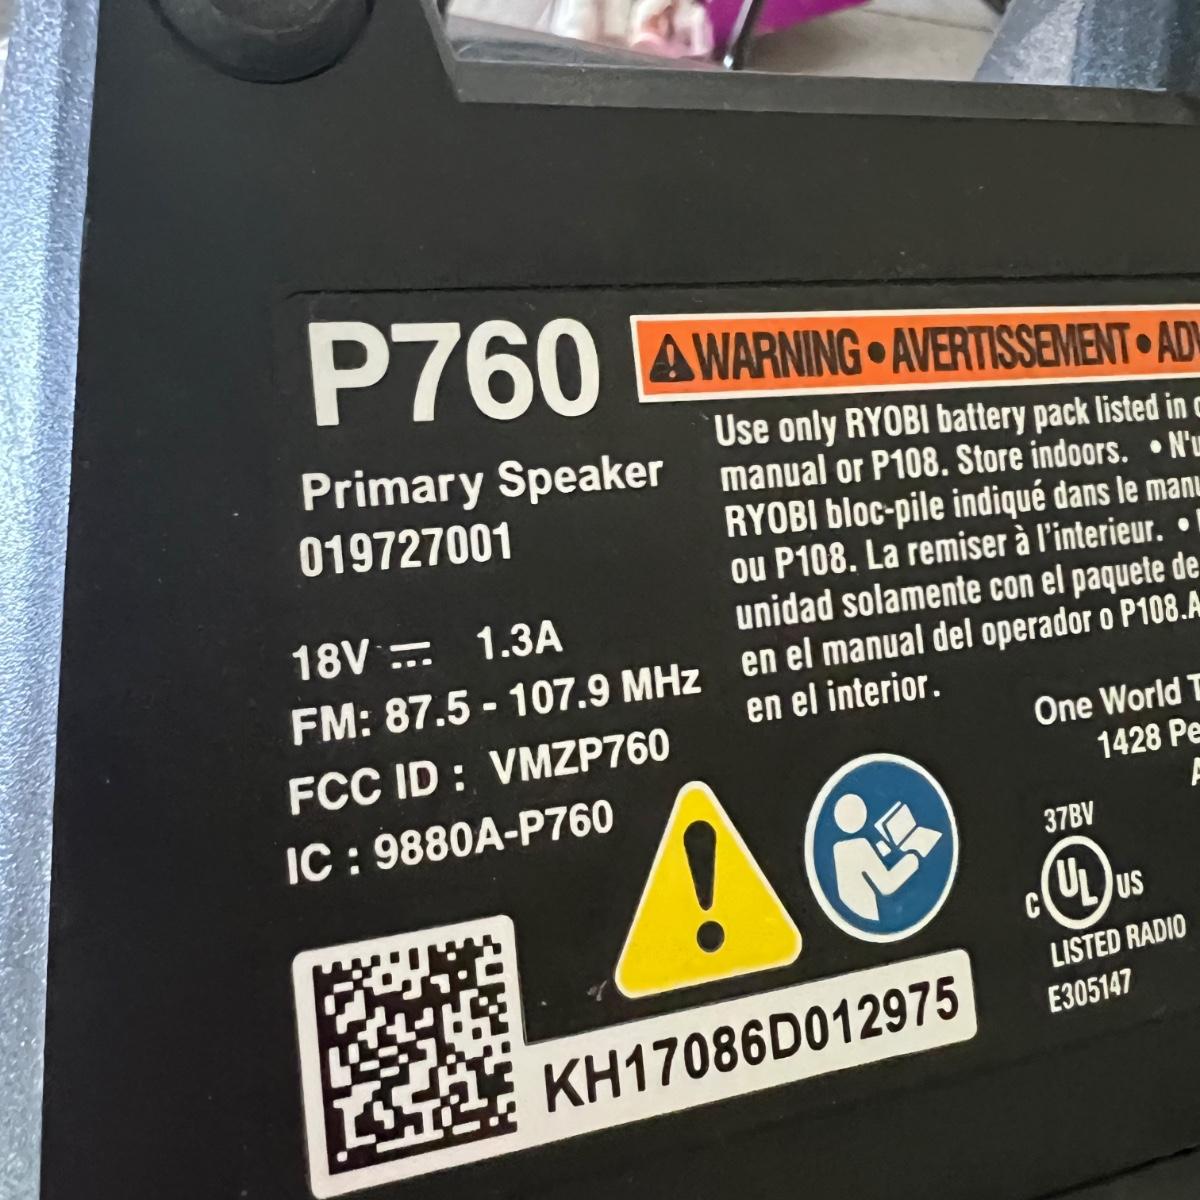 P760
Primary Speaker
019727001
18V ⎓ 1.3A
FM: 87.5 - 107.9 MHz
FCC ID : VMZP760
IC : 9880A-P760
WARNING • AVERTISSEMENT •
Use only RYOBI battery pack listed in
manual or P108. Store indoors. •
RYOBI bloc-pile indiqué dans le
ou P108. La remiser à l'interieur. •
unidad solamente con el paquete de
en el manual del operador o P108.
en el interior.
One World
1428
37BV
C UL US
LISTED RADIO
E305147
KH17086D012975